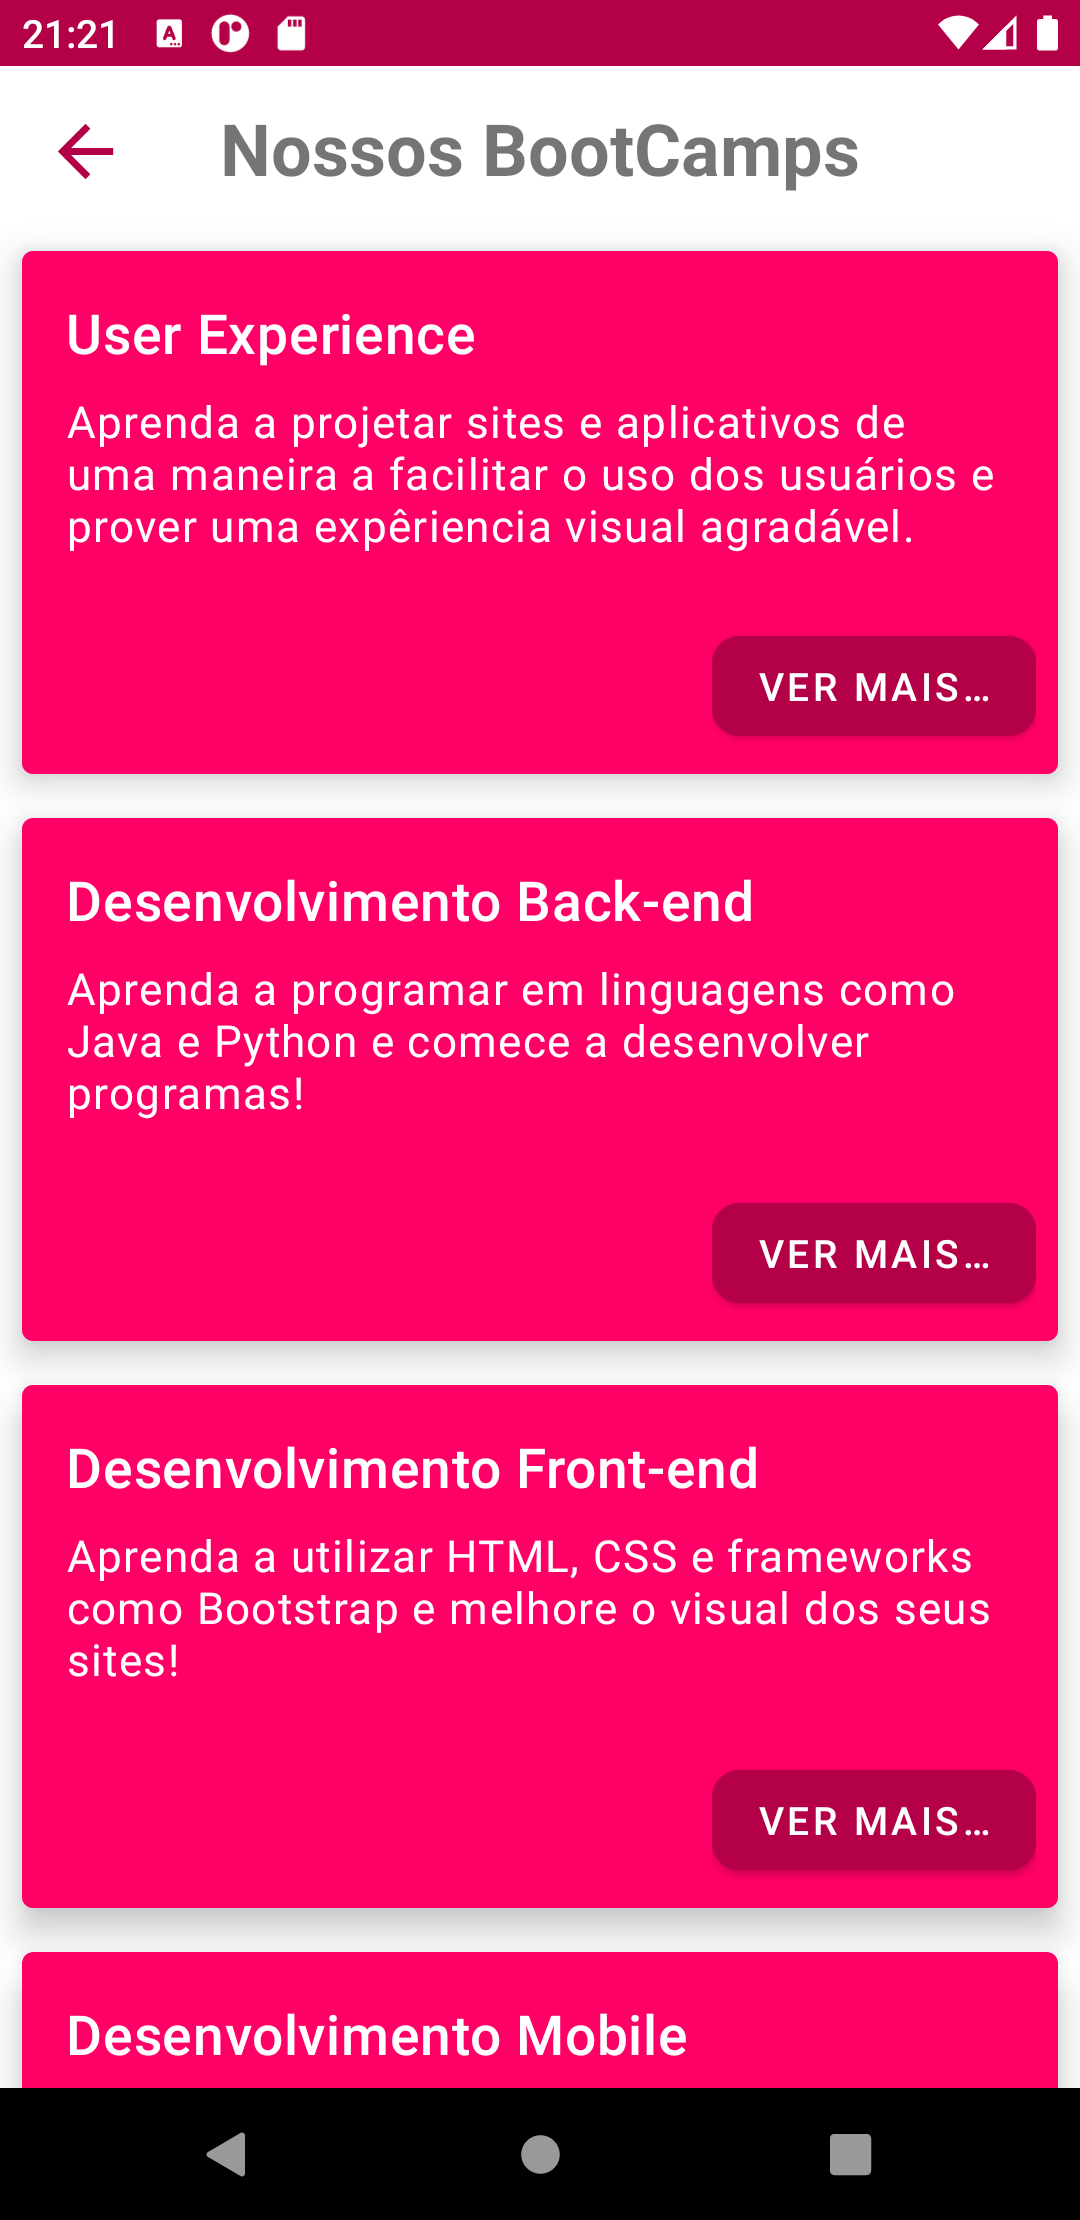 21:21
Nossos BootCamps
User Experience
Aprenda a projetar sites e aplicativos de
uma maneira a facilitar o uso dos usuários e
prover uma expêriencia visual agradável.
VER MAIS...
Desenvolvimento Back-end
Aprenda a programar em linguagens como
Java e Python e comece a desenvolver
programas!
VER MAIS...
Desenvolvimento Front-end
Aprenda a utilizar HTML, CSS e frameworks
como Bootstrap e melhore o visual dos seus
sites!
VER MAIS...
Desenvolvimento Mobile